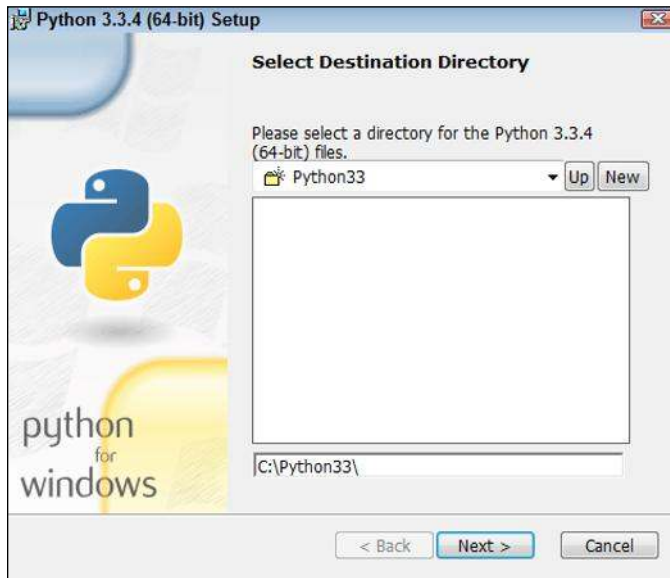 Python 3.3.4 (64-bit) Setup
Select Destination Directory
Please select a directory for the Python 3.3.4
(64-bit) files.
Python33
Up
New
C:\Python33\
python
for
windows
< Back
Next >
Cancel